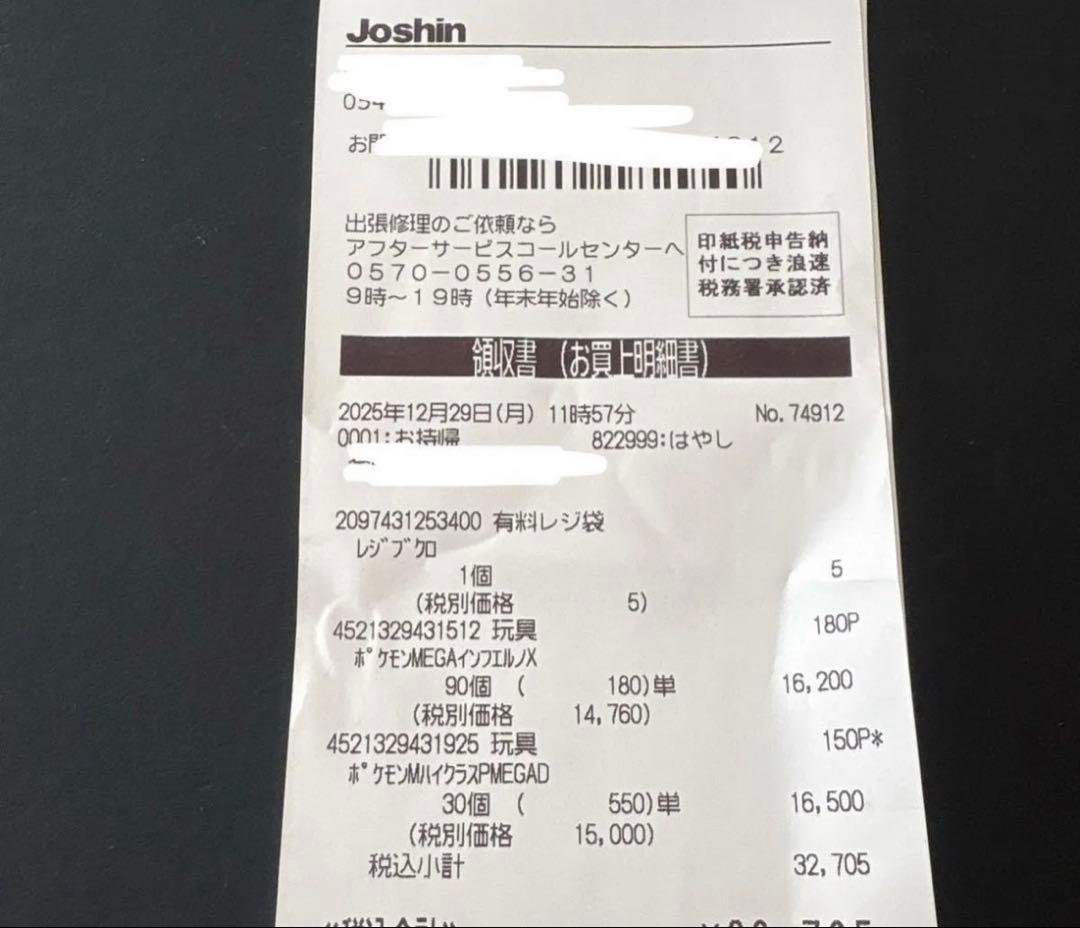 Joshin
054
お問 2
出張修理のご依頼なら
アフターサービスコールセンターへ
0570-0556-31
9時~19時(年末年始除く)
印紙税申告納
付につき浪速
税務署承認済
領収書 (お買上明細書)
2025年12月29日(月) 11時57分 No.74912
0001:お持帰 822999:はやし
2097431253400 有料レジ袋
レジブクロ
1個 5
(税別価格 5)
4521329431512 玩具 180P
ポケモンMEGAインフエルノX
90個 ( 180)単 16,200
(税別価格 14,760)
4521329431925 玩具 150P*
ポケモンMハイクラスPMEGAD
30個 ( 550)単 16,500
(税別価格 15,000)
税込小計 32,705